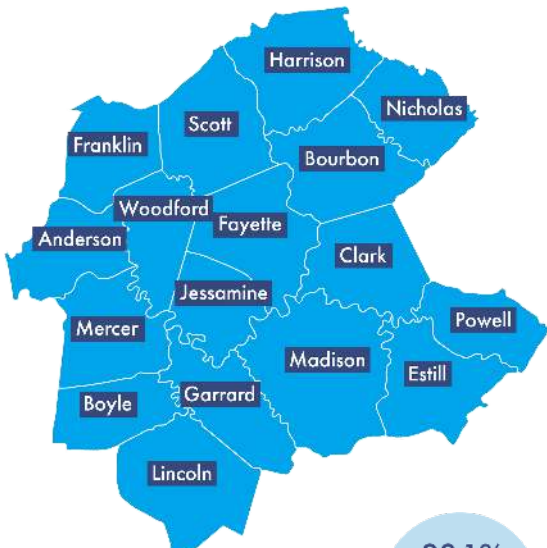 Harrison
Nicholas
Scott
Franklin
Bourbon
Woodford
Fayette
Anderson
Clark
Jessamine
Powell
Mercer
Madison
Estill
Garrard
Boyle
Lincoln